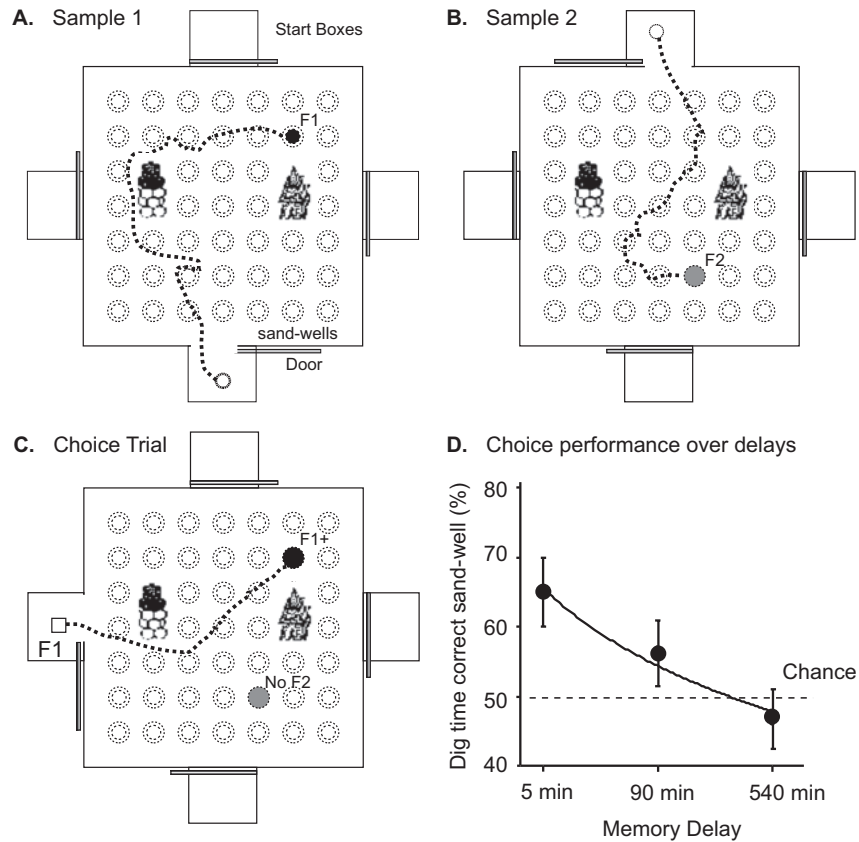 A. Sample 1
Start Boxes
F1
sand-wells
Door
B. Sample 2
F2
C. Choice Trial
F1+
F1
No F2
D. Choice performance over delays
Dig time correct sand-well (%)
80
70
60
50
40
Chance
5 min 90 min 540 min
Memory Delay